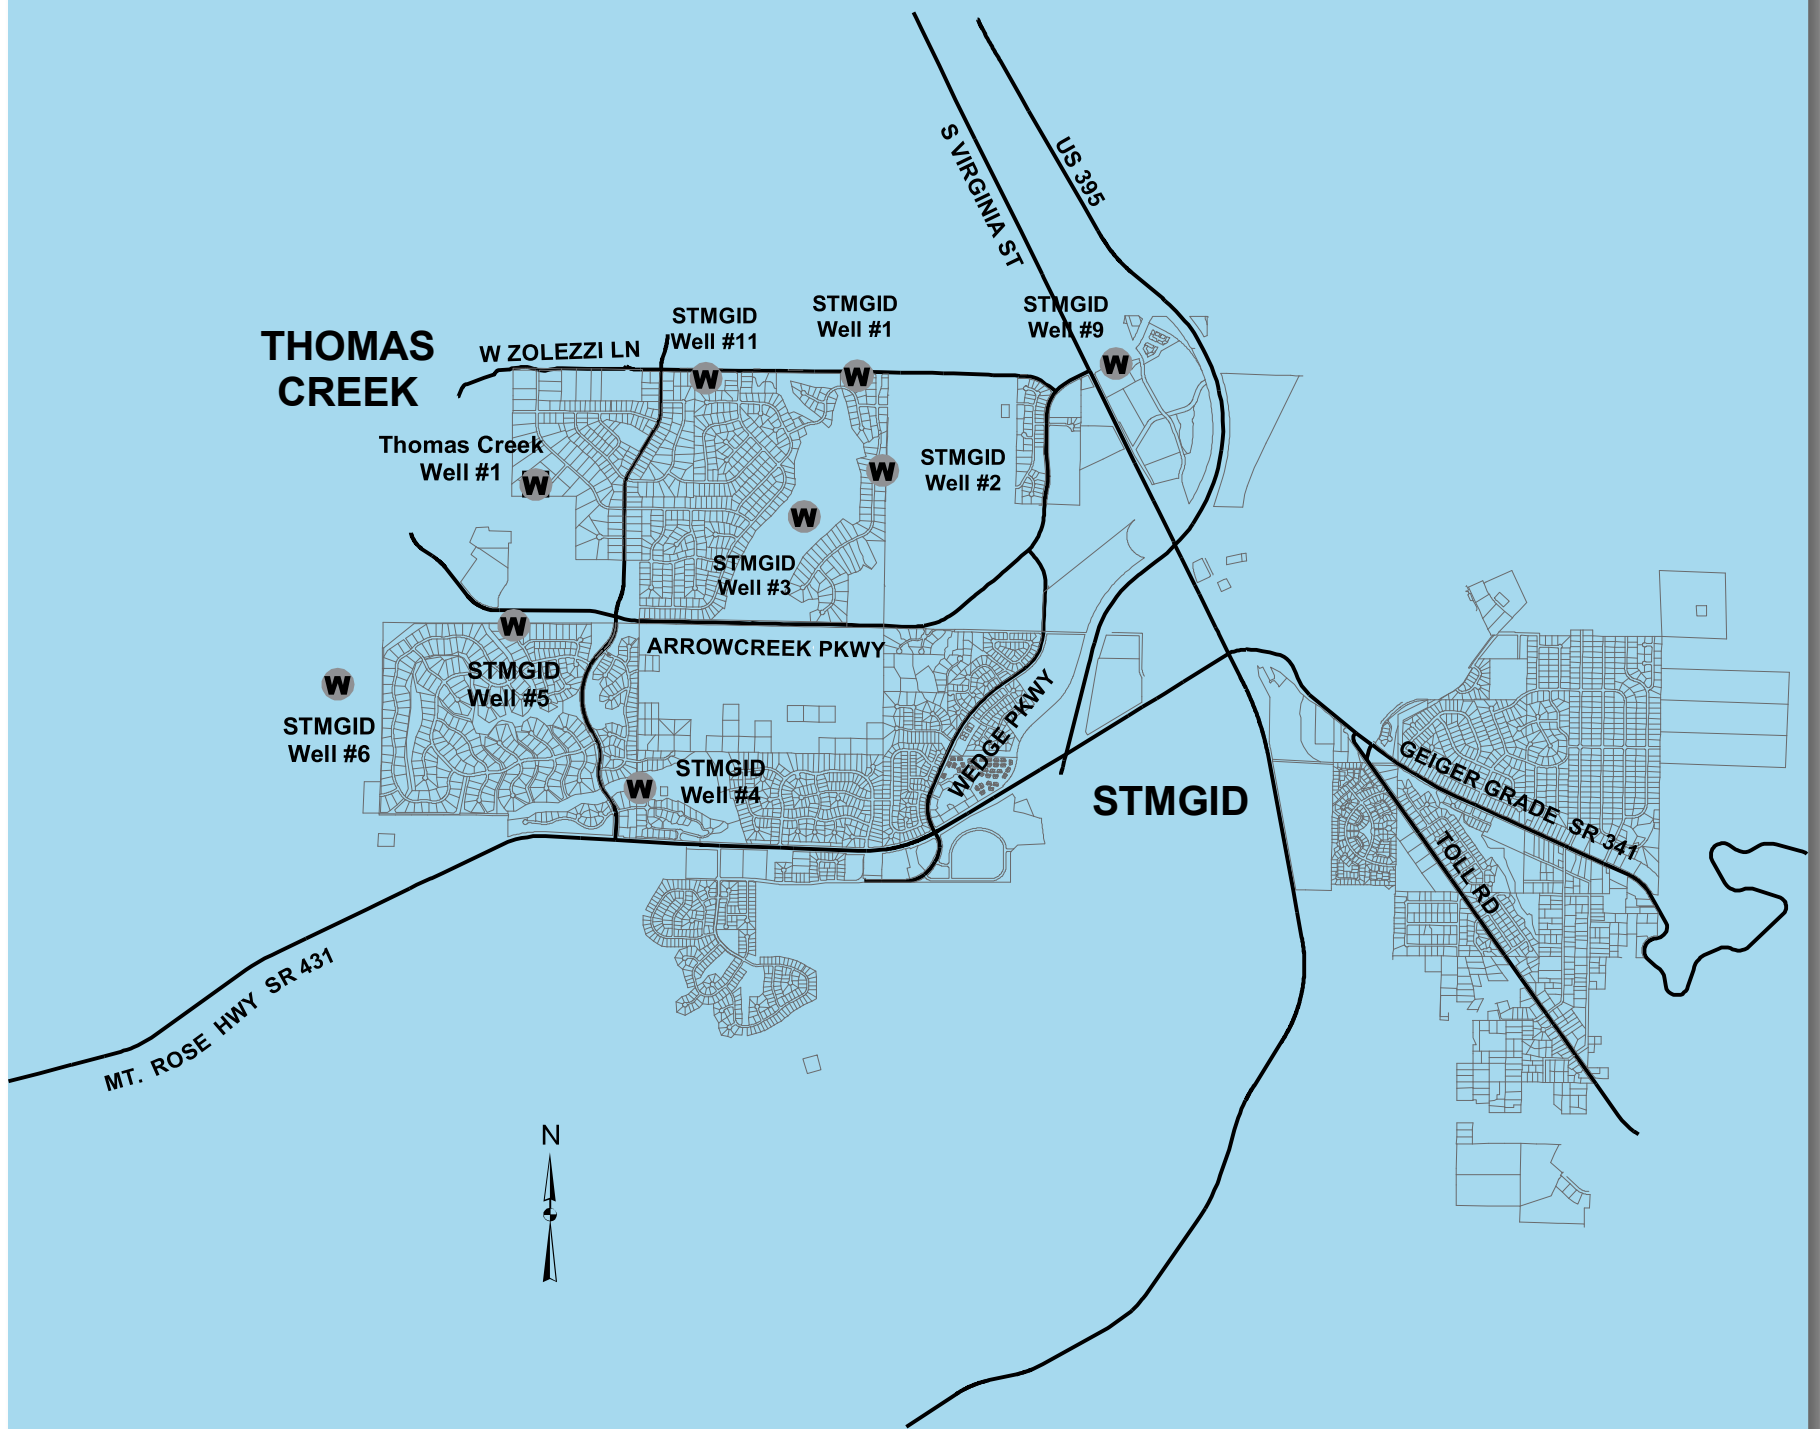 S VIRGINIA ST
US 395
THOMAS
CREEK
W ZOLEZZI LN
STMGID
Well #11
STMGID
Well #1
STMGID
Well #9
W
W
W
Thomas Creek
Well #1
W
W
STMGID
Well #2
W
STMGID
Well #3
W
ARROWCREEK PKWY
STMGID
Well #5
W
STMGID
Well #6
W
STMGID
Well #4
WEDGE PKWY
STMGID
GEIGER GRADE SR 341
TOLL RD
MT. ROSE HWY SR 431
N